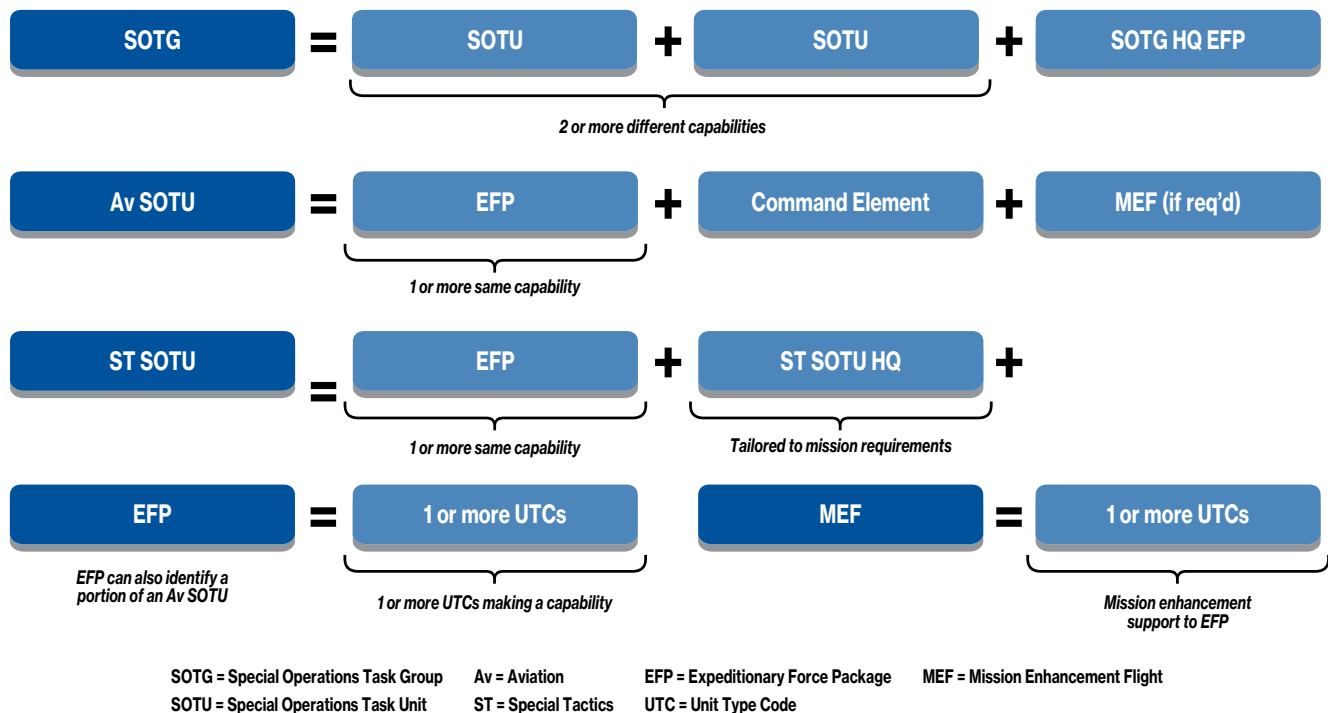 SOTG = SOTU + SOTU + SOTG HQ EFP
2 or more different capabilities
Av SOTU = EFP + Command Element + MEF (if req'd)
1 or more same capability
ST SOTU = EFP + ST SOTU HQ +
1 or more same capability
Tailored to mission requirements
EFP = 1 or more UTCs
MEF = 1 or more UTCs
EFP can also identify a
portion of an Av SOTU
1 or more UTCs making a capability
Mission enhancement
support to EFP
SOTG = Special Operations Task Group Av = Aviation EFP = Expeditionary Force Package MEF = Mission Enhancement Flight
SOTU = Special Operations Task Unit ST = Special Tactics UTC = Unit Type Code